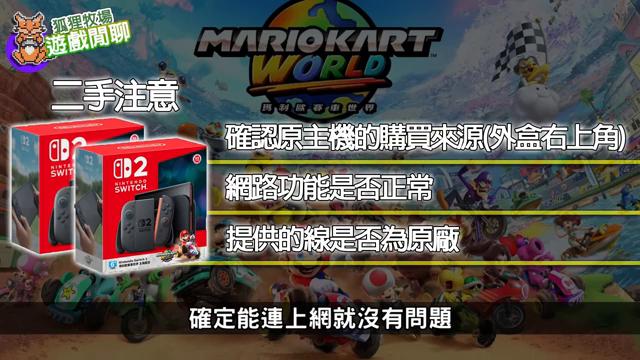 狐狸牧場
遊戲閒聊
MARIOKART
WORLD
瑪利歐賽車世界
二手注意
確認原主機的購買來源(外盒右上角)
網路功能是否正常
提供的線是否為原廠
2
NINTENDO
SWITCH
2
NINTENDO
SWITCH
2
確定能連上網就沒有問題